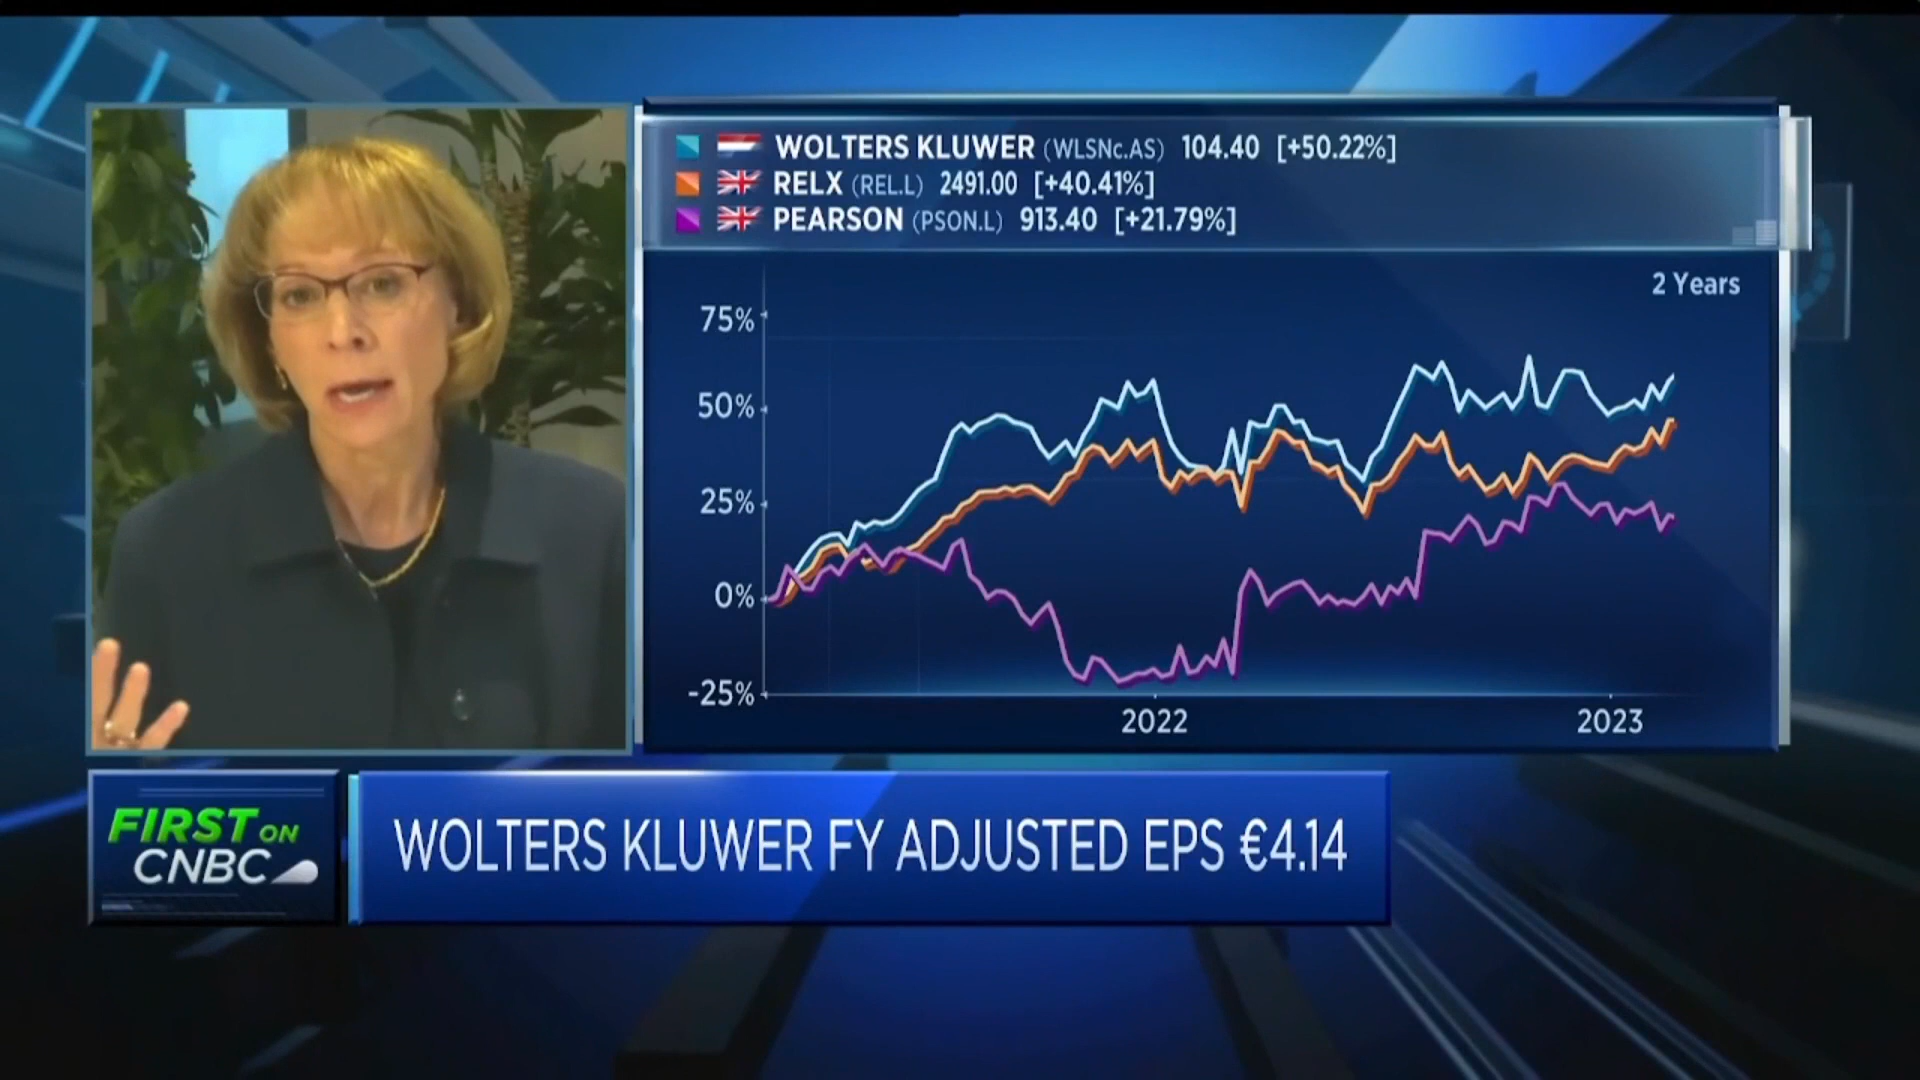 WOLTERS KLUWER (WLSNc.AS) 104.40 [+50.22%]
RELX (REL.L) 2491.00 [+40.41%]
PEARSON (PSON.L) 913.40 [+21.79%]
2 Years
75%
50%
25%
0%
-25%
2022 2023
FIRST ON
CNBC
WOLTERS KLUWER FY ADJUSTED EPS €4.14